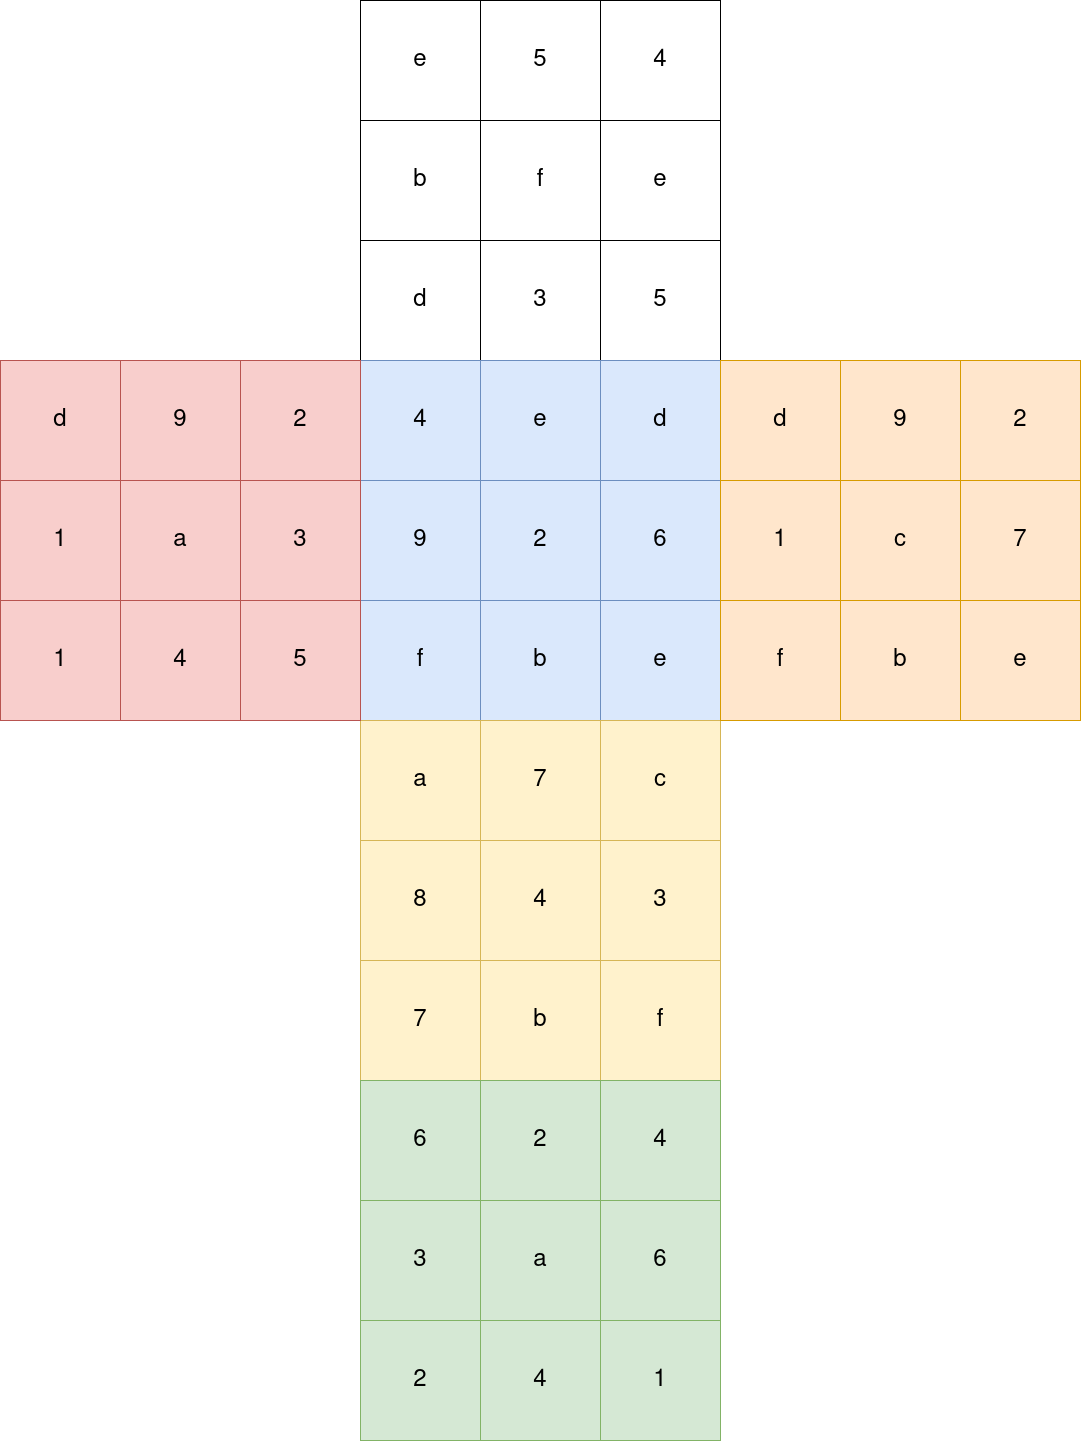 e 5 4
b f e
d 3 5
d 9 2 4 e d d 9 2
1 a 3 9 2 6 1 c 7
1 4 5 f b e f b e
a 7 c
8 4 3
7 b f
6 2 4
3 a 6
2 4 1